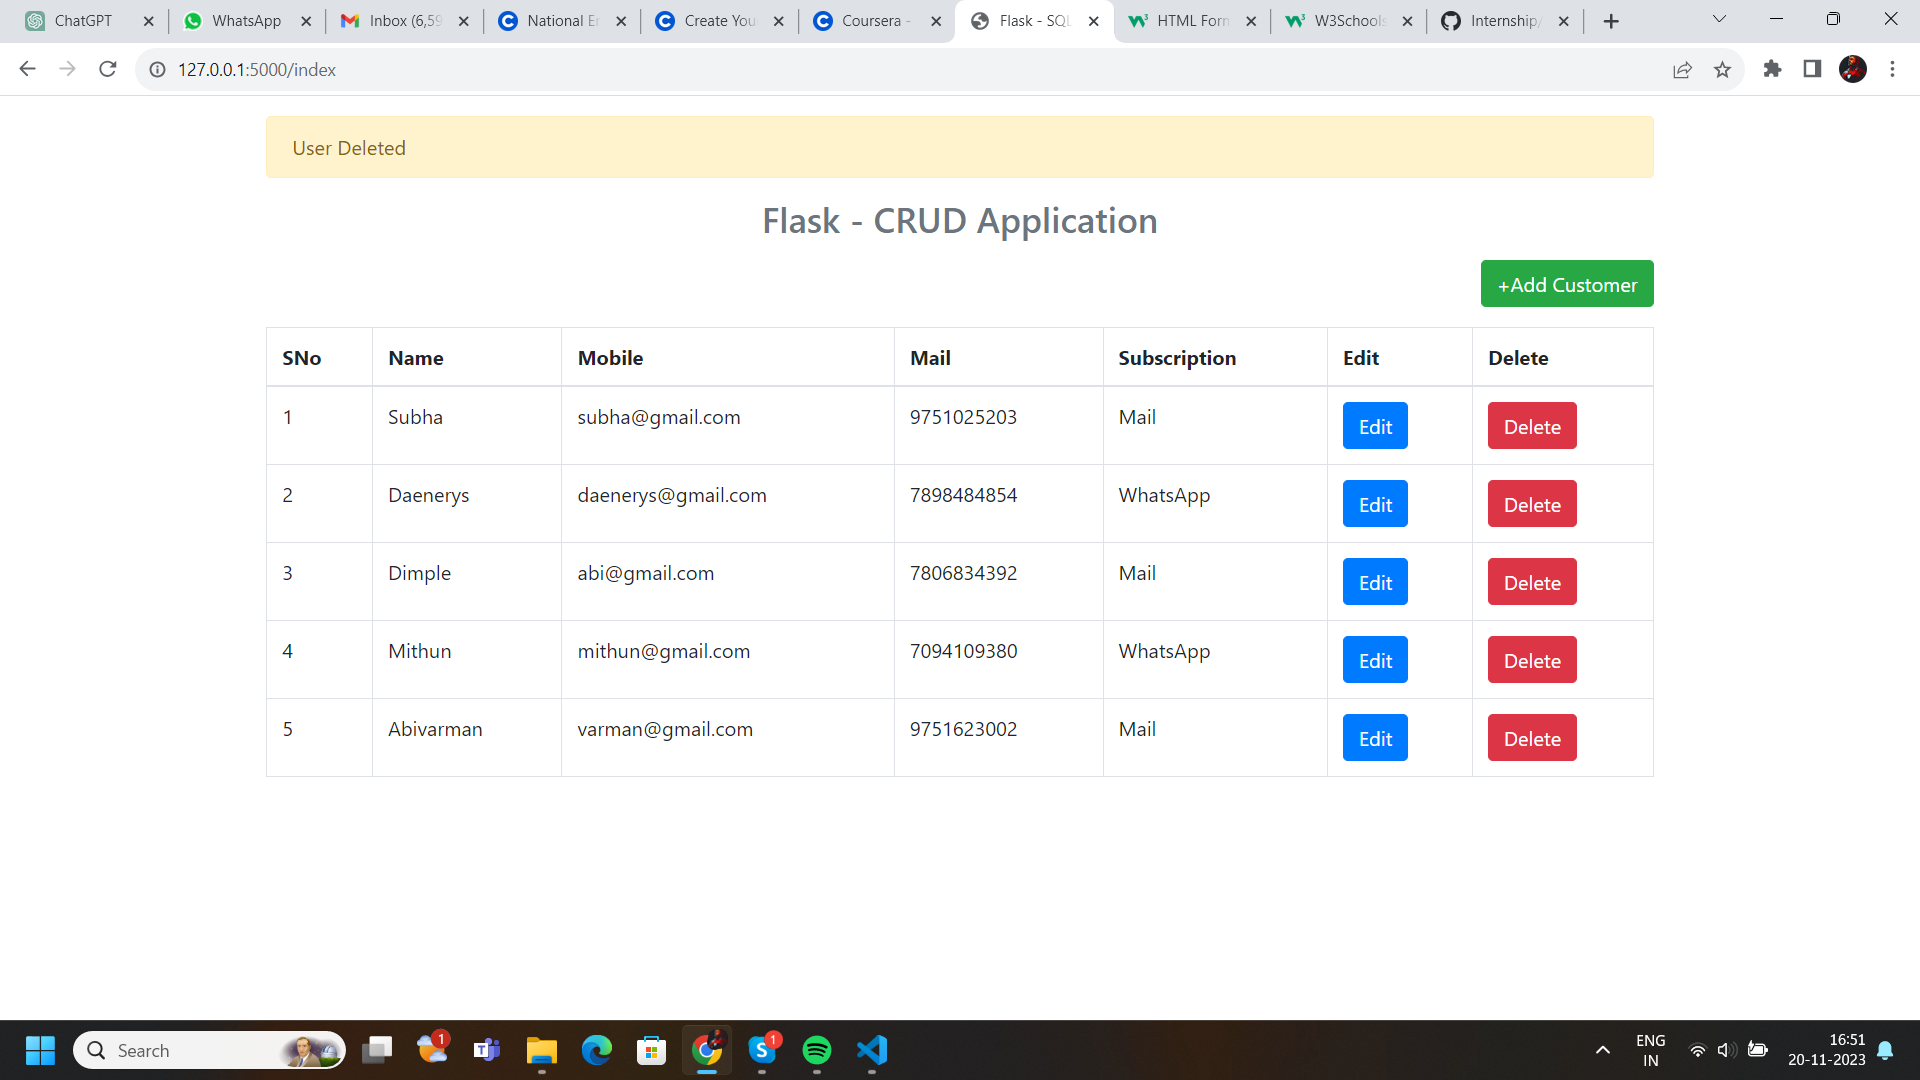 ChatGPT WhatsApp Inbox (6,59 National E Create You Coursera - Flask - SQL HTML Form W3Schools Internship/
127.0.0.1:5000/index
User Deleted
Flask - CRUD Application
+Add Customer
SNo Name Mobile Mail Subscription Edit Delete
1 Subha subha@gmail.com 9751025203 Mail Edit Delete
2 Daenerys daenerys@gmail.com 7898484854 WhatsApp Edit Delete
3 Dimple abi@gmail.com 7806834392 Mail Edit Delete
4 Mithun mithun@gmail.com 7094109380 WhatsApp Edit Delete
5 Abivarman varman@gmail.com 9751623002 Mail Edit Delete
Search 1 1 ENG 16:51
IN 20-11-2023